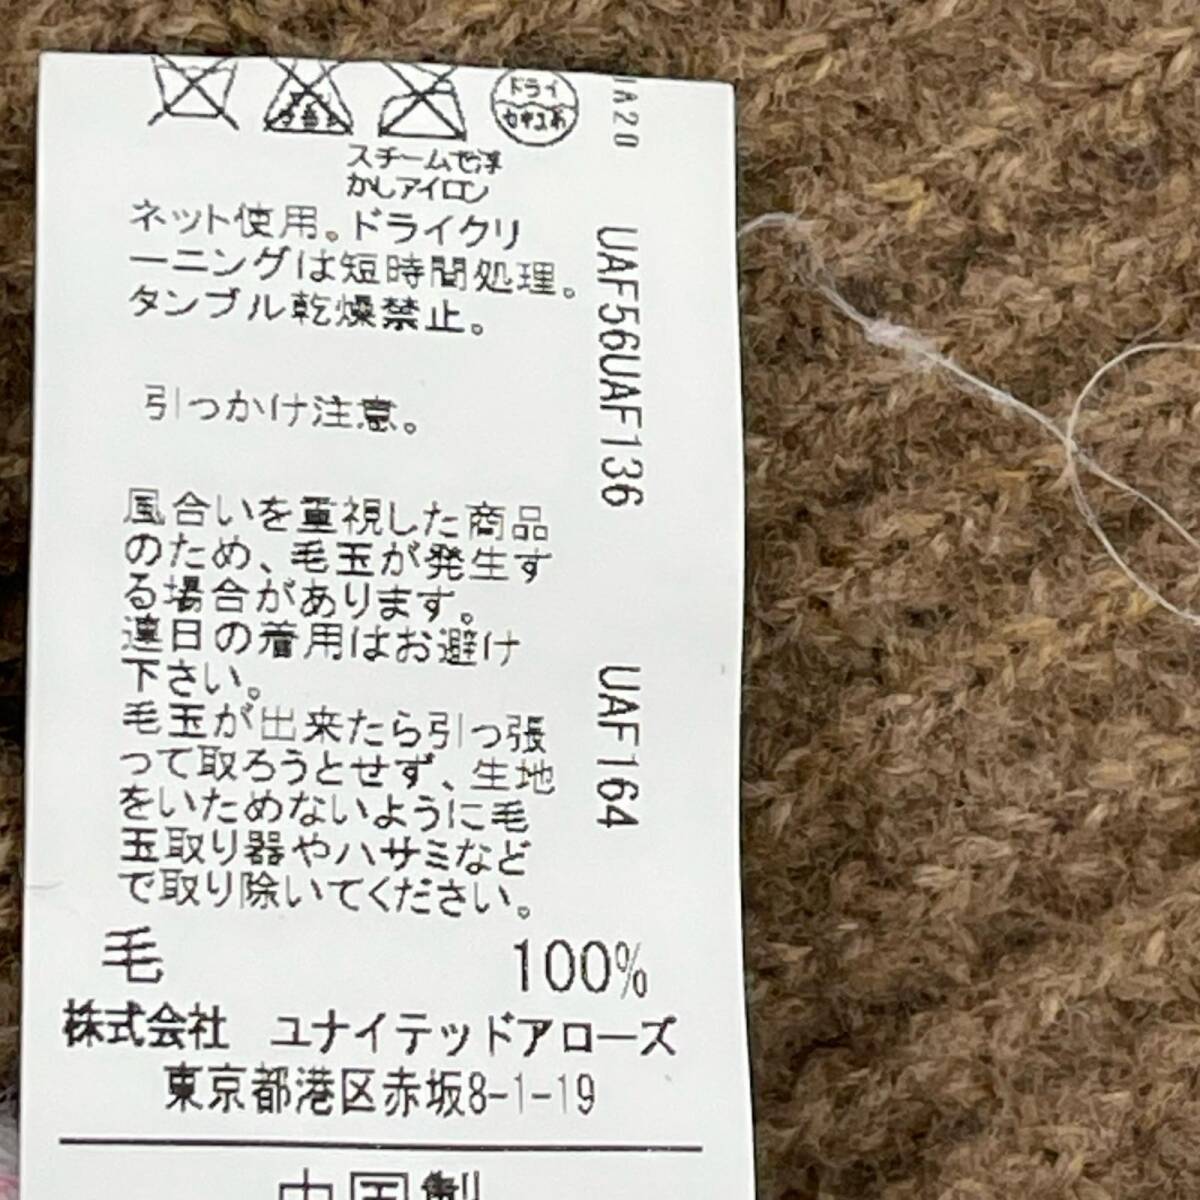 ドライ
セキユ系
スチームで浮
かしアイロン
ネット使用。ドライクリ
ーニングは短時間処理。
タンブル乾燥禁止。
引っかけ注意。
風合いを重視した商品
のため、毛玉が発生す
る場合があります。
連日の着用はお避け
下さい。
毛玉が出来たら引っ張
って取ろうとせず、生地
をいためないように毛
玉取り器やハサミなど
で取り除いてください。
毛 100%
株式会社 ユナイテッドアローズ
東京都港区赤坂8-1-19
中国製
UAF56UAF136 UAF164